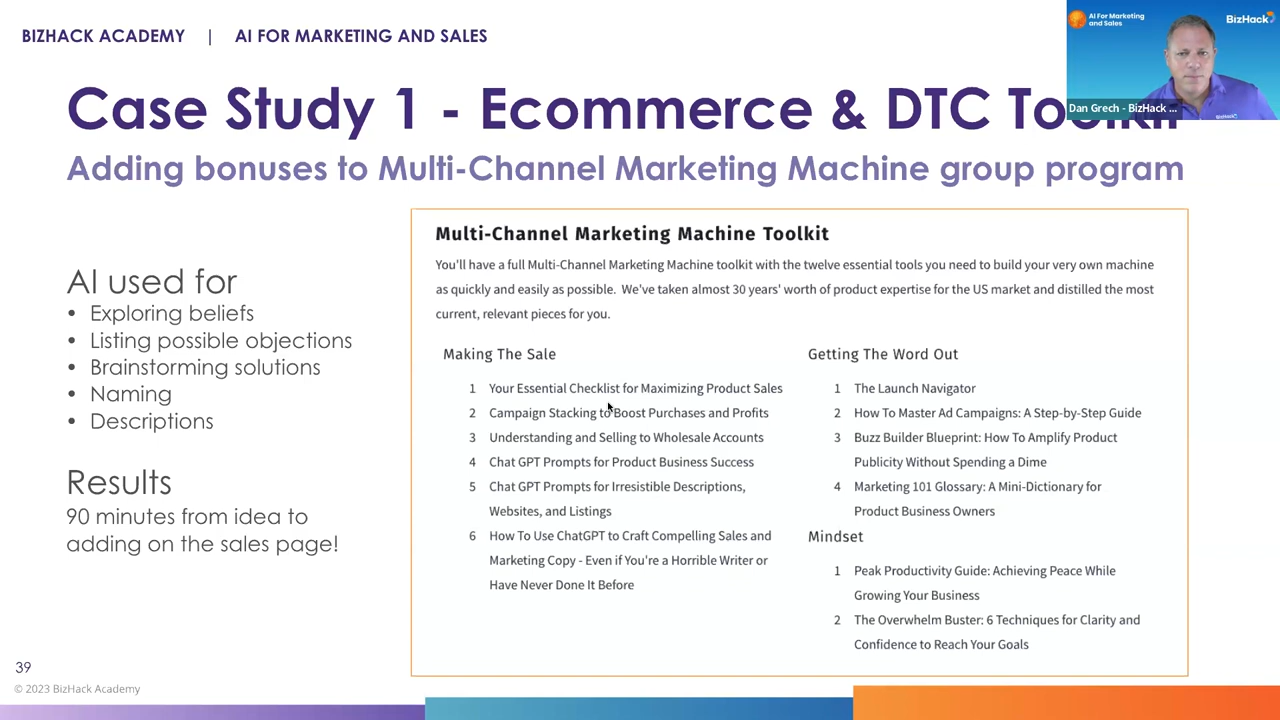 BIZHACK ACADEMY | AI FOR MARKETING AND SALES
AI For Marketing
and Sales
BizHack
Dan Grech - BizHack ...
BizHack
Case Study 1 - Ecommerce & DTC Toolkit
Adding bonuses to Multi-Channel Marketing Machine group program
AI used for
• Exploring beliefs
• Listing possible objections
• Brainstorming solutions
• Naming
• Descriptions
Results
90 minutes from idea to
adding on the sales page!
Multi-Channel Marketing Machine Toolkit
You'll have a full Multi-Channel Marketing Machine toolkit with the twelve essential tools you need to build your very own machine
as quickly and easily as possible. We've taken almost 30 years' worth of product expertise for the US market and distilled the most
current, relevant pieces for you.
Making The Sale
1 Your Essential Checklist for Maximizing Product Sales
2 Campaign Stacking to Boost Purchases and Profits
3 Understanding and Selling to Wholesale Accounts
4 Chat GPT Prompts for Product Business Success
5 Chat GPT Prompts for Irresistible Descriptions,
Websites, and Listings
6 How To Use ChatGPT to Craft Compelling Sales and
Marketing Copy - Even if You're a Horrible Writer or
Have Never Done It Before
Getting The Word Out
1 The Launch Navigator
2 How To Master Ad Campaigns: A Step-by-Step Guide
3 Buzz Builder Blueprint: How To Amplify Product
Publicity Without Spending a Dime
4 Marketing 101 Glossary: A Mini-Dictionary for
Product Business Owners
Mindset
1 Peak Productivity Guide: Achieving Peace While
Growing Your Business
2 The Overwhelm Buster: 6 Techniques for Clarity and
Confidence to Reach Your Goals
39
© 2023 BizHack Academy